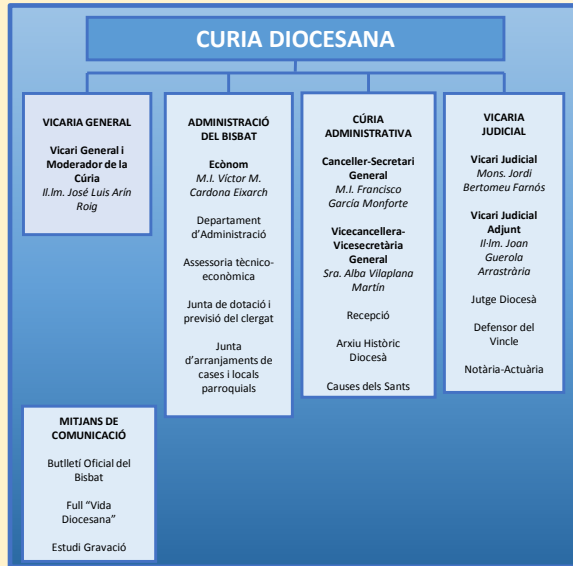 CURIA DIOCESANA
VICARIA GENERAL
Vicari General i
Moderador de la
Cúria
Il.lm. José Luis Arín
Roig
ADMINISTRACIÓ
DEL BISBAT
Ecònom
M.I. Víctor M.
Cardona Eixarch
Departament
d’Administració
Assessoria tècnico-
econòmica
Junta de dotació i
previsió del clergat
Junta
d’arranjaments de
cases i locals
parroquials
CÚRIA
ADMINISTRATIVA
Canceller-Secretari
General
M.I. Francisco
García Monforte
Vicecancellera-
Vicesecretària
General
Sra. Alba Vilaplana
Martín
Recepció
Arxiu Històric
Diocesà
Causes dels Sants
VICARIA
JUDICIAL
Vicari Judicial
Mons. Jordi
Bertomeu Farnós
Vicari Judicial
Adjunt
Il·lm. Joan
Guerola
Arrastrària
Jutge Diocesà
Defensor del
Vincle
Notària-Actuària
MITJANS DE
COMUNICACIÓ
Butlletí Oficial del
Bisbat
Full “Vida
Diocesana”
Estudi Gravació